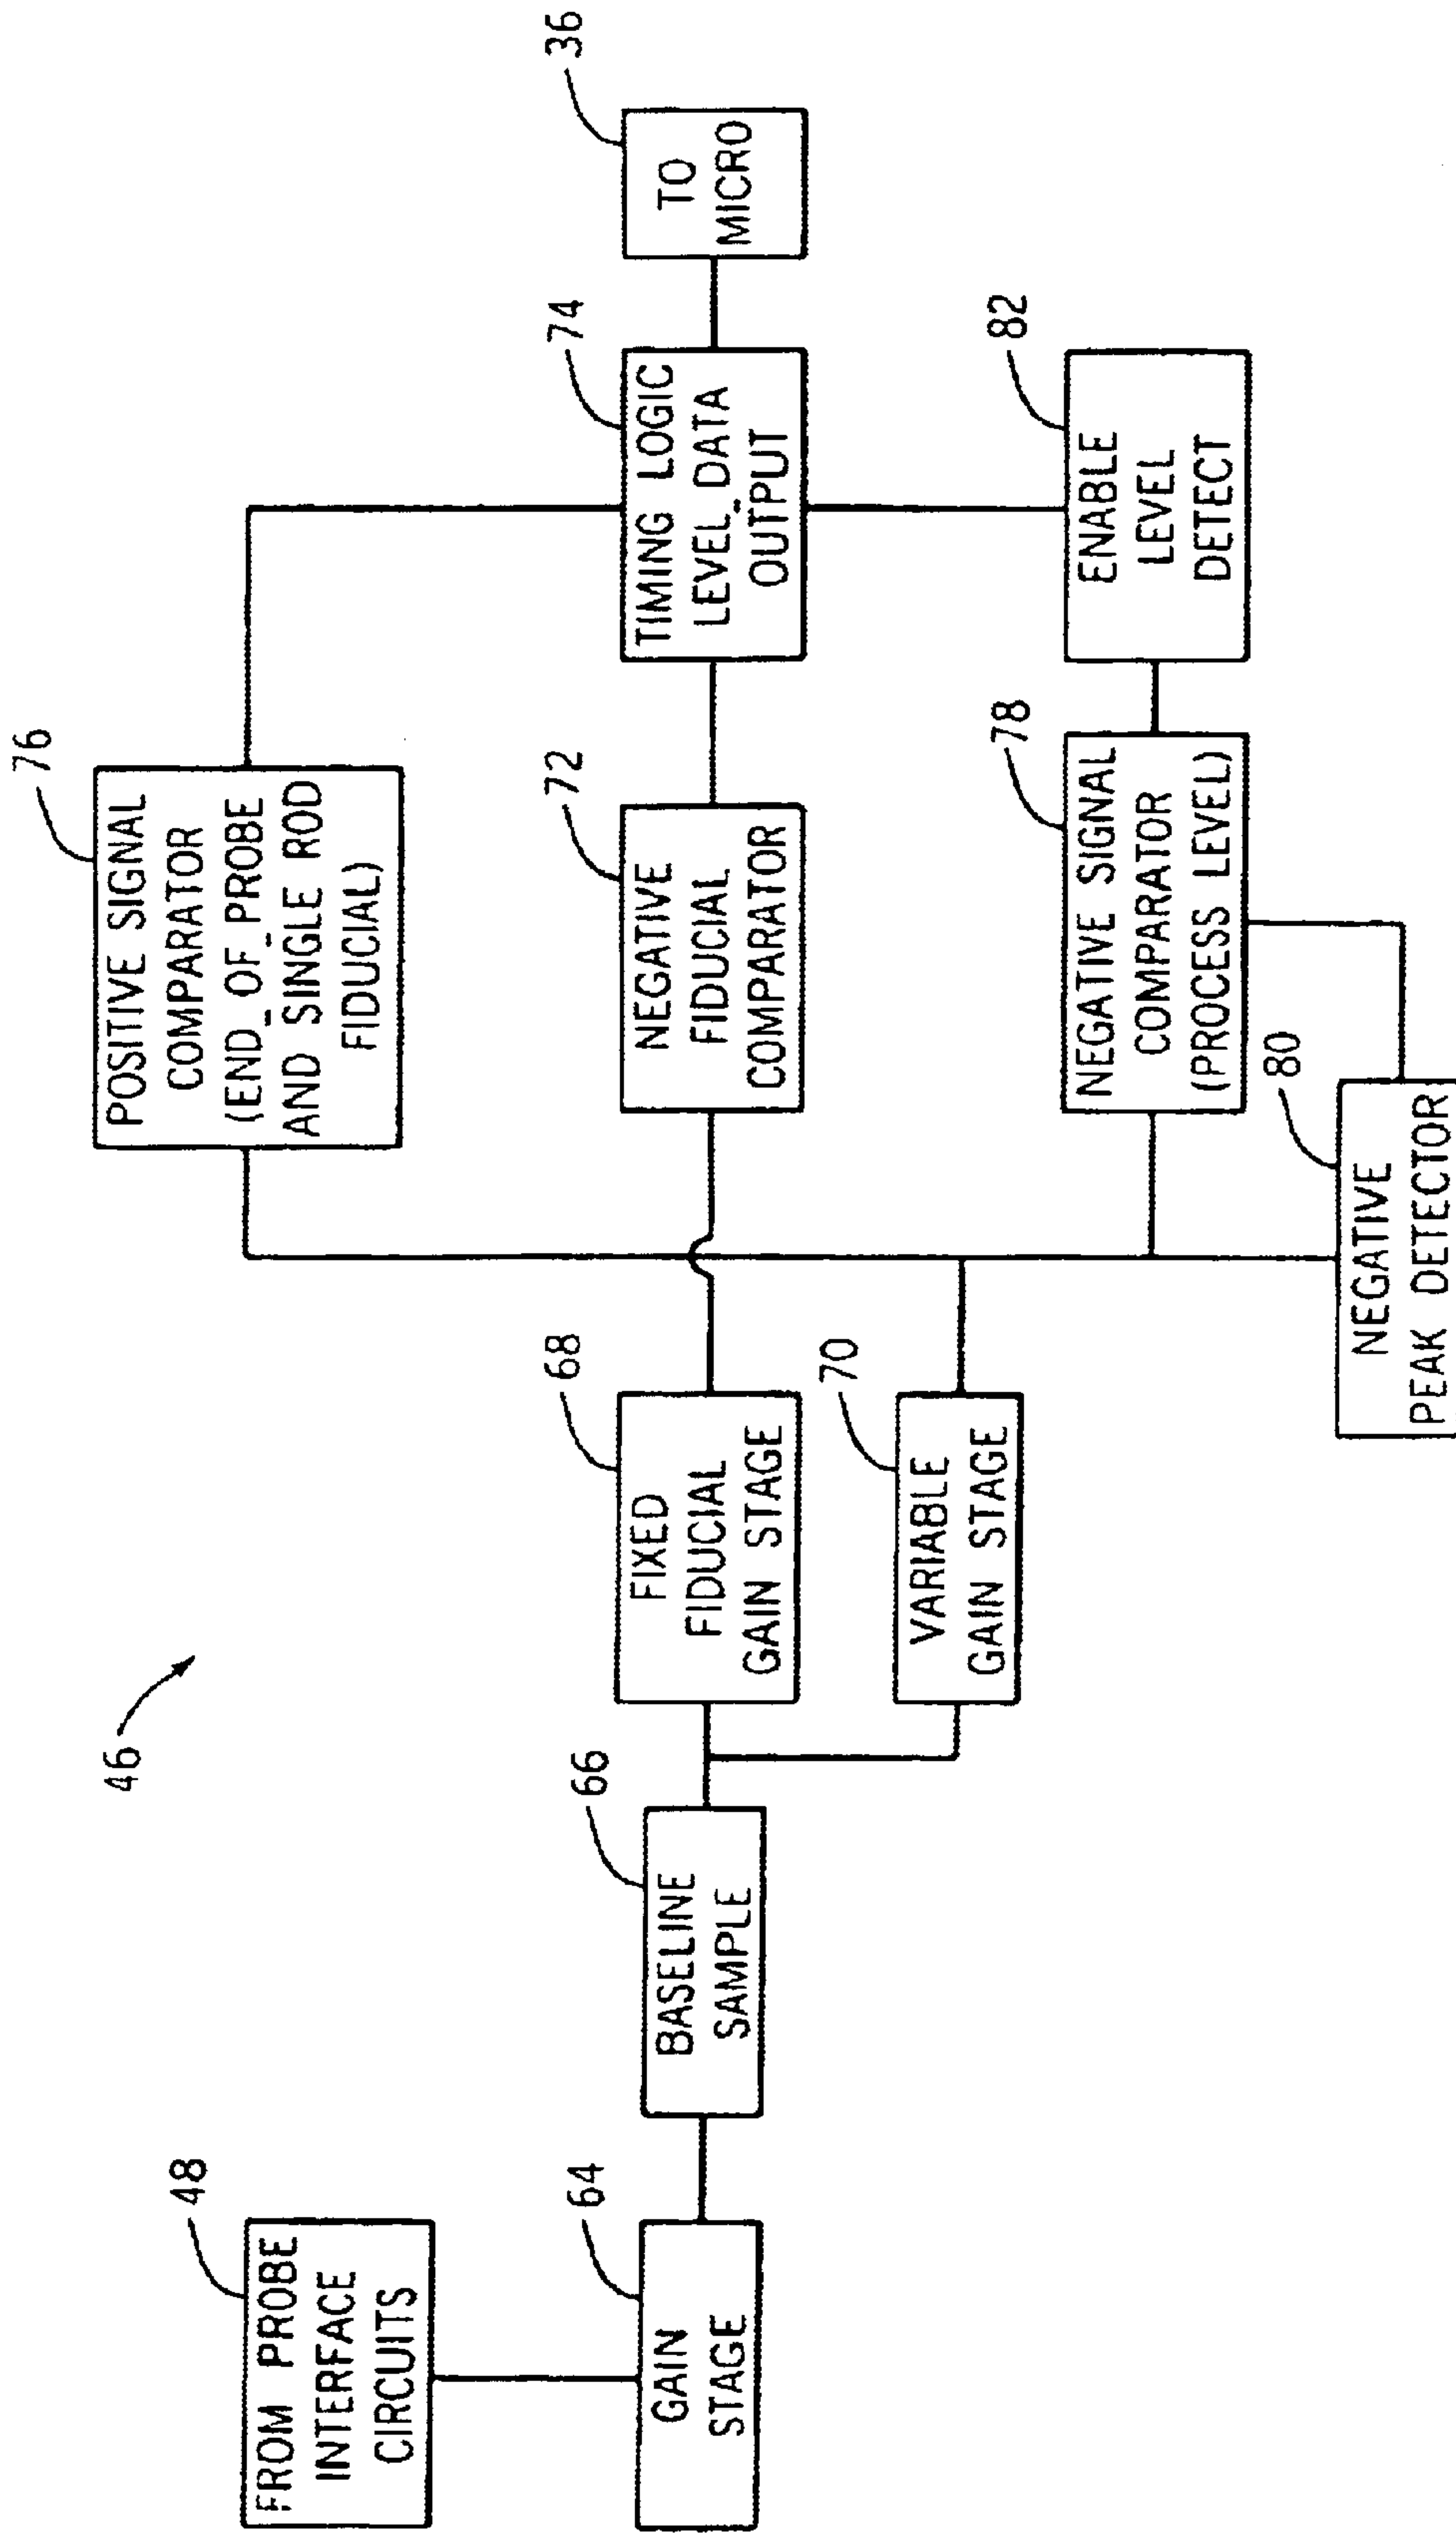 46
48
FROM PROBE
INTERFACE
CIRCUITS
64
GAIN
STAGE
66
BASELINE
SAMPLE
68
FIXED
FIDUCIAL
GAIN STAGE
70
VARIABLE
GAIN STAGE
76
POSITIVE SIGNAL
COMPARATOR
(END_OF_PROBE
AND SINGLE ROD
FIDUCIAL)
72
NEGATIVE
FIDUCIAL
COMPARATOR
78
NEGATIVE SIGNAL
COMPARATOR
(PROCESS LEVEL)
80
NEGATIVE
PEAK DETECTOR
74
TIMING LOGIC
LEVEL_DATA
OUTPUT
82
ENABLE
LEVEL
DETECT
36
TO
MICRO